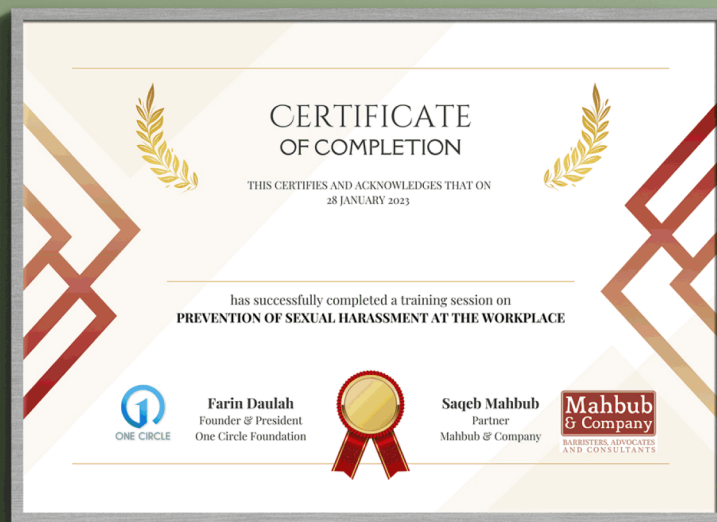 CERTIFICATE
OF COMPLETION
THIS CERTIFIES AND ACKNOWLEDGES THAT ON
28 JANUARY 2023
has successfully completed a training session on
PREVENTION OF SEXUAL HARASSMENT AT THE WORKPLACE
ONE CIRCLE
Farin Daulah
Founder & President
One Circle Foundation
Saqeb Mahbub
Partner
Mahbub & Company
Mahbub
& Company
BARRISTERS, ADVOCATES
AND CONSULTANTS